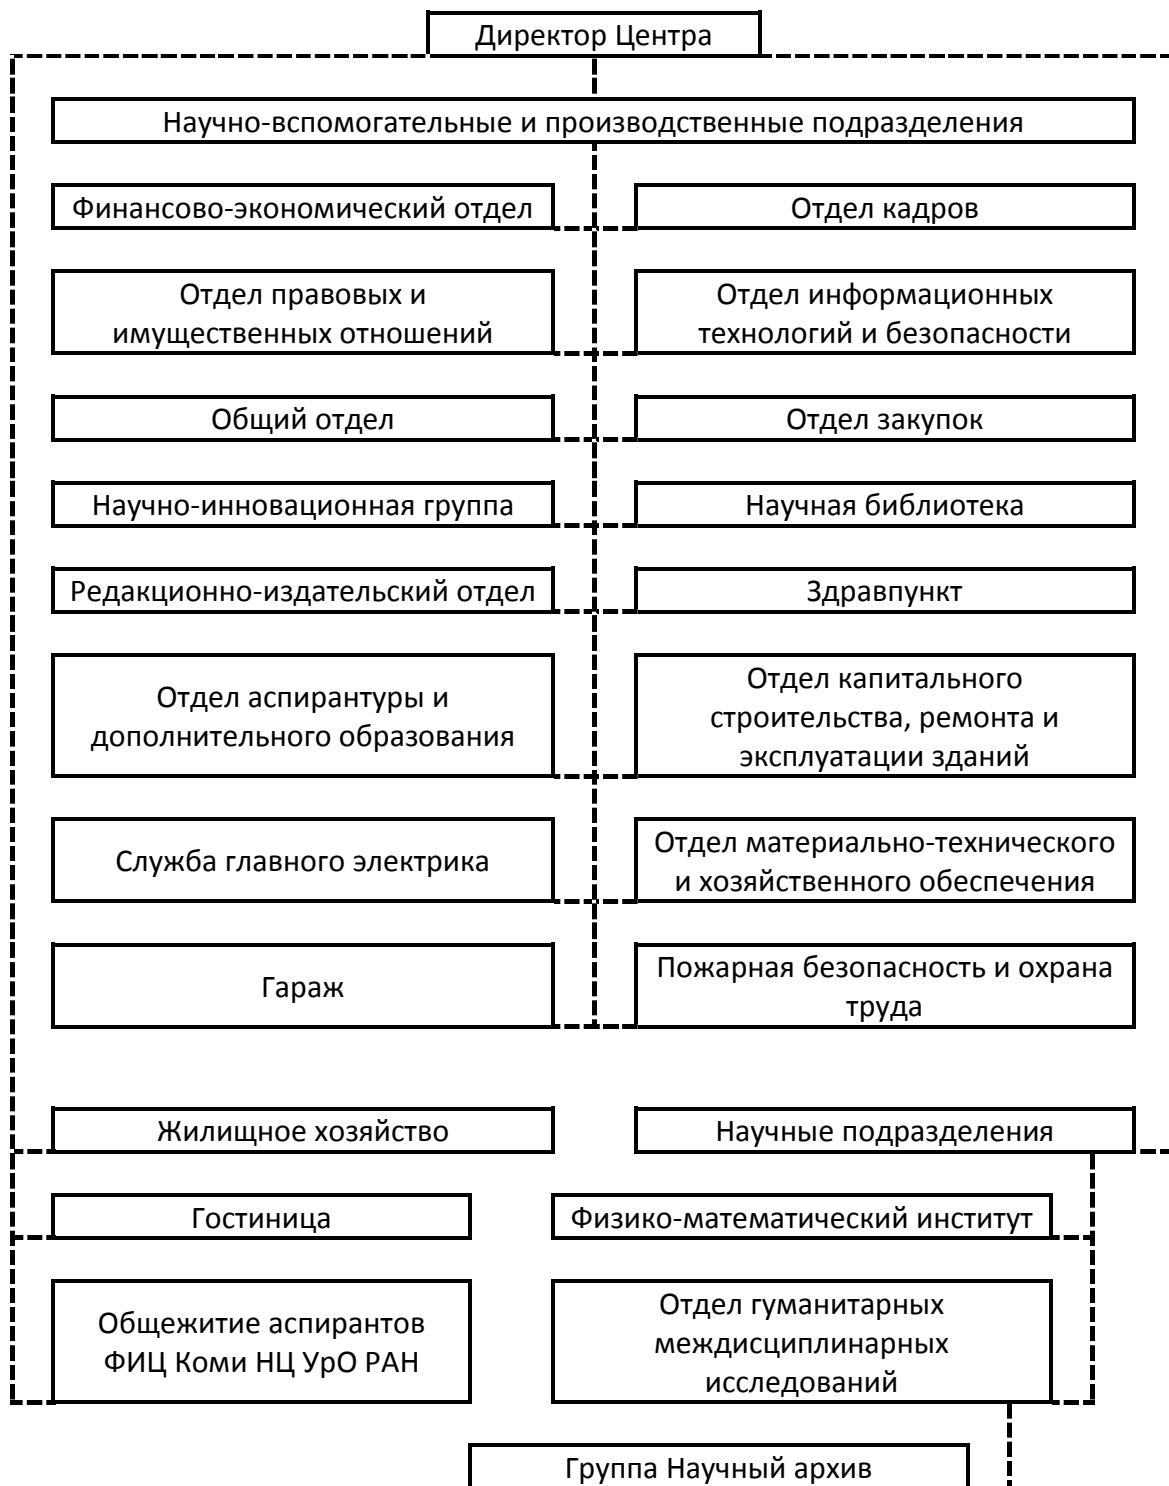 Директор Центра
Научно-вспомогательные и производственные подразделения
Финансово-экономический отдел
Отдел кадров
Отдел правовых и
имущественных отношений
Отдел информационных
технологий и безопасности
Общий отдел
Отдел закупок
Научно-инновационная группа
Научная библиотека
Редакционно-издательский отдел
Здравпункт
Отдел аспирантуры и
дополнительного образования
Отдел капитального
строительства, ремонта и
эксплуатации зданий
Служба главного электрика
Отдел материально-технического
и хозяйственного обеспечения
Гараж
Пожарная безопасность и охрана
труда
Жилищное хозяйство
Научные подразделения
Гостиница
Физико-математический институт
Общежитие аспирантов
ФИЦ Коми НЦ УрО РАН
Отдел гуманитарных
междисциплинарных
исследований
Группа Научный архив